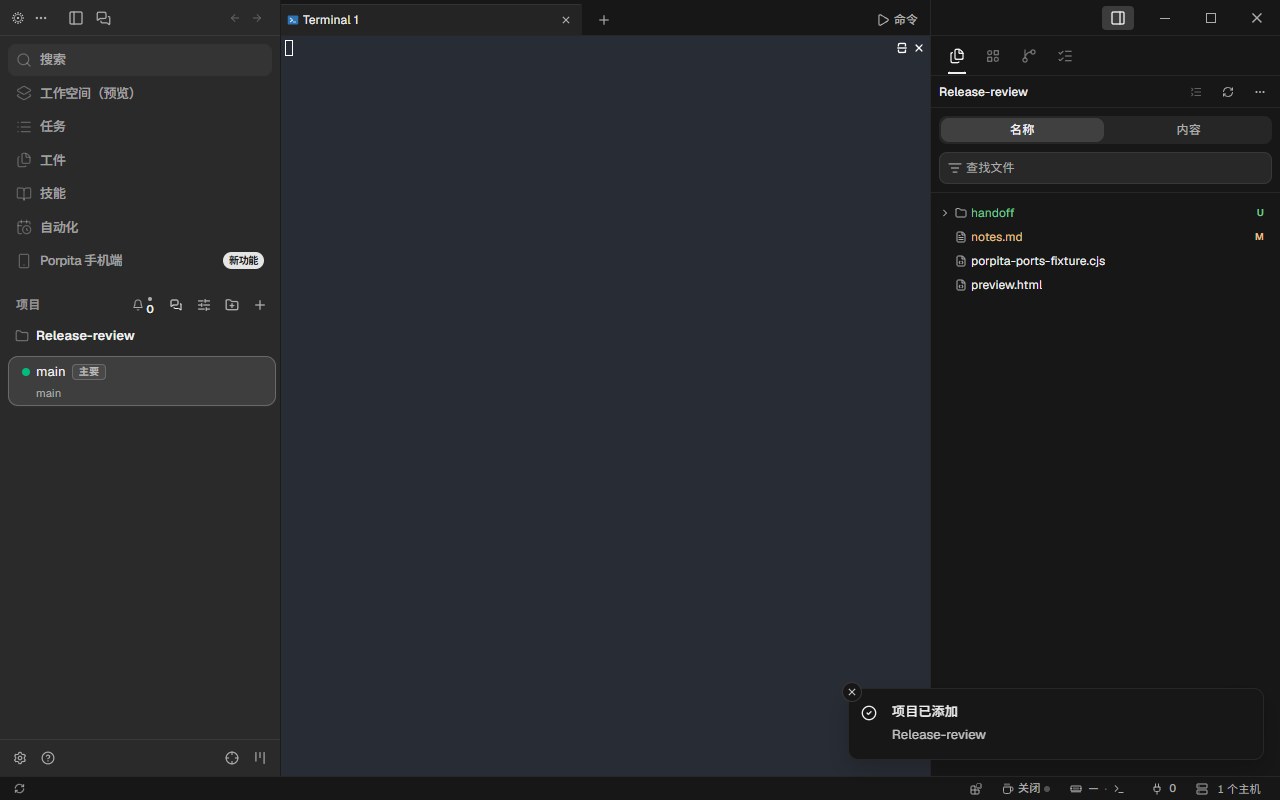 Terminal 1
命令
搜索
工作空间（预览）
任务
工件
技能
自动化
Porpita 手机端
新功能
项目
0
Release-review
main
主要
main
Release-review
名称
内容
查找文件
handoff
U
notes.md
M
porpita-ports-fixture.cjs
preview.html
项目已添加
Release-review
关闭
0
1 个主机